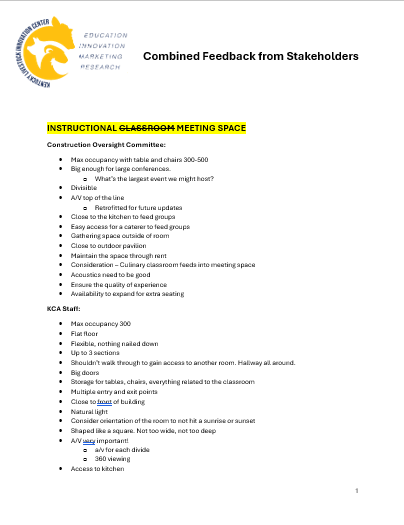 KENTUCKY LIVESTOCK INNOVATION CENTER
EDUCATION
INNOVATION
MARKETING
RESEARCH
Combined Feedback from Stakeholders
INSTRUCTIONAL CLASSROOM MEETING SPACE
Construction Oversight Committee:
• Max occupancy with table and chairs 300-500
• Big enough for large conferences.
o What's the largest event we might host?
• Divisible
• A/V top of the line
o Retrofitted for future updates
• Close to the kitchen to feed groups
• Easy access for a caterer to feed groups
• Gathering space outside of room
• Close to outdoor pavilion
• Maintain the space through rent
• Consideration – Culinary classroom feeds into meeting space
• Acoustics need to be good
• Ensure the quality of experience
• Availability to expand for extra seating
KCA Staff:
• Max occupancy 300
• Flat floor
• Flexible, nothing nailed down
• Up to 3 sections
• Shouldn't walk through to gain access to another room. Hallway all around.
• Big doors
• Storage for tables, chairs, everything related to the classroom
• Multiple entry and exit points
• Close to front of building
• Natural light
• Consider orientation of the room to not hit a sunrise or sunset
• Shaped like a square. Not too wide, not too deep
• A/V very important!
o a/v for each divide
o 360 viewing
• Access to kitchen
1